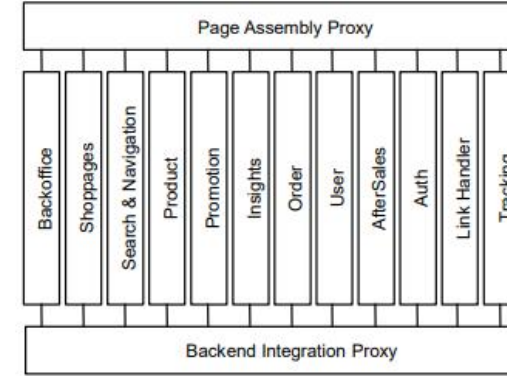 Page Assembly Proxy
Backoffice
Shoppages
Search & Navigation
Product
Promotion
Insights
Order
User
AfterSales
Auth
Link Handler
Tracking
Backend Integration Proxy